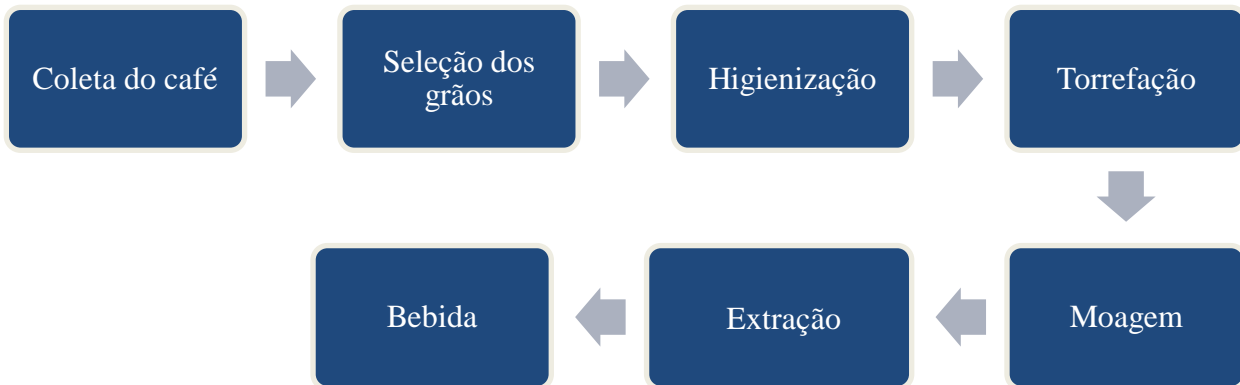 Coleta do café
Seleção dos
grãos
Higienização
Torrefação
Moagem
Extração
Bebida